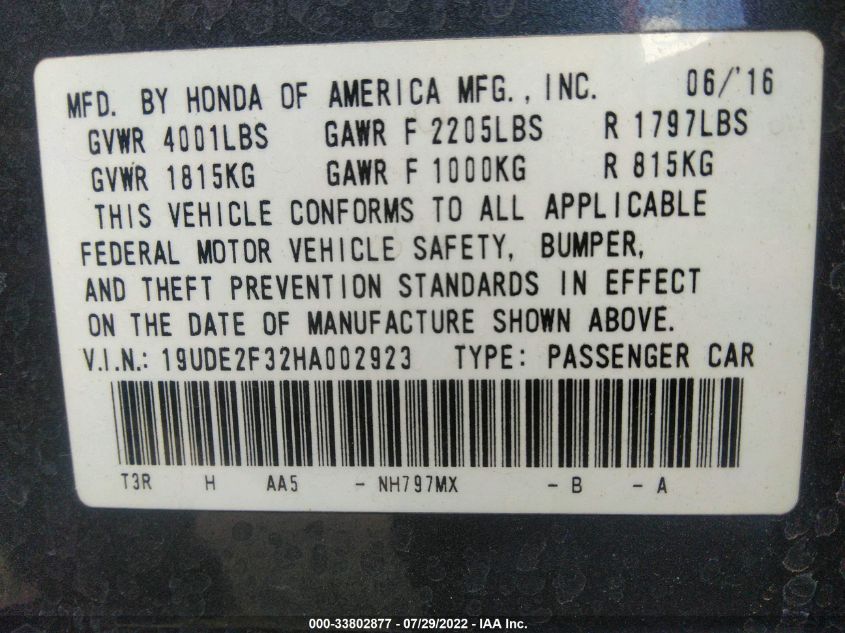 MFD. BY HONDA OF AMERICA MFG., INC. 06/'16
GVWR 4001LBS GAWR F 2205LBS R 1797LBS
GVWR 1815KG GAWR F 1000KG R 815KG
THIS VEHICLE CONFORMS TO ALL APPLICABLE
FEDERAL MOTOR VEHICLE SAFETY, BUMPER,
AND THEFT PREVENTION STANDARDS IN EFFECT
ON THE DATE OF MANUFACTURE SHOWN ABOVE.
V.I.N.: 19UDE2F32HA002923 TYPE: PASSENGER CAR
T3R H AA5 - NH797MX - B - A
000-33802877 - 07/29/2022 - IAA Inc.